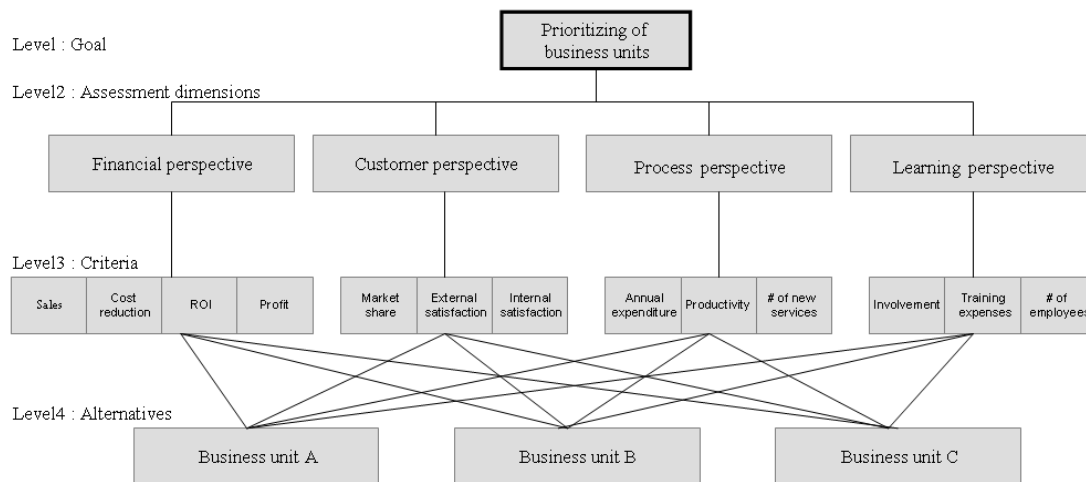 Prioritizing of
business units
Level : Goal
Level2 : Assessment dimensions
Financial perspective
Customer perspective
Process perspective
Learning perspective
Level3 : Criteria
Sales
Cost
reduction
ROI
Profit
Market
share
External
satisfaction
Internal
satisfaction
Annual
expenditure
Productivity
# of new
services
Involvement
Training
expenses
# of
employees
Level4 : Alternatives
Business unit A
Business unit B
Business unit C